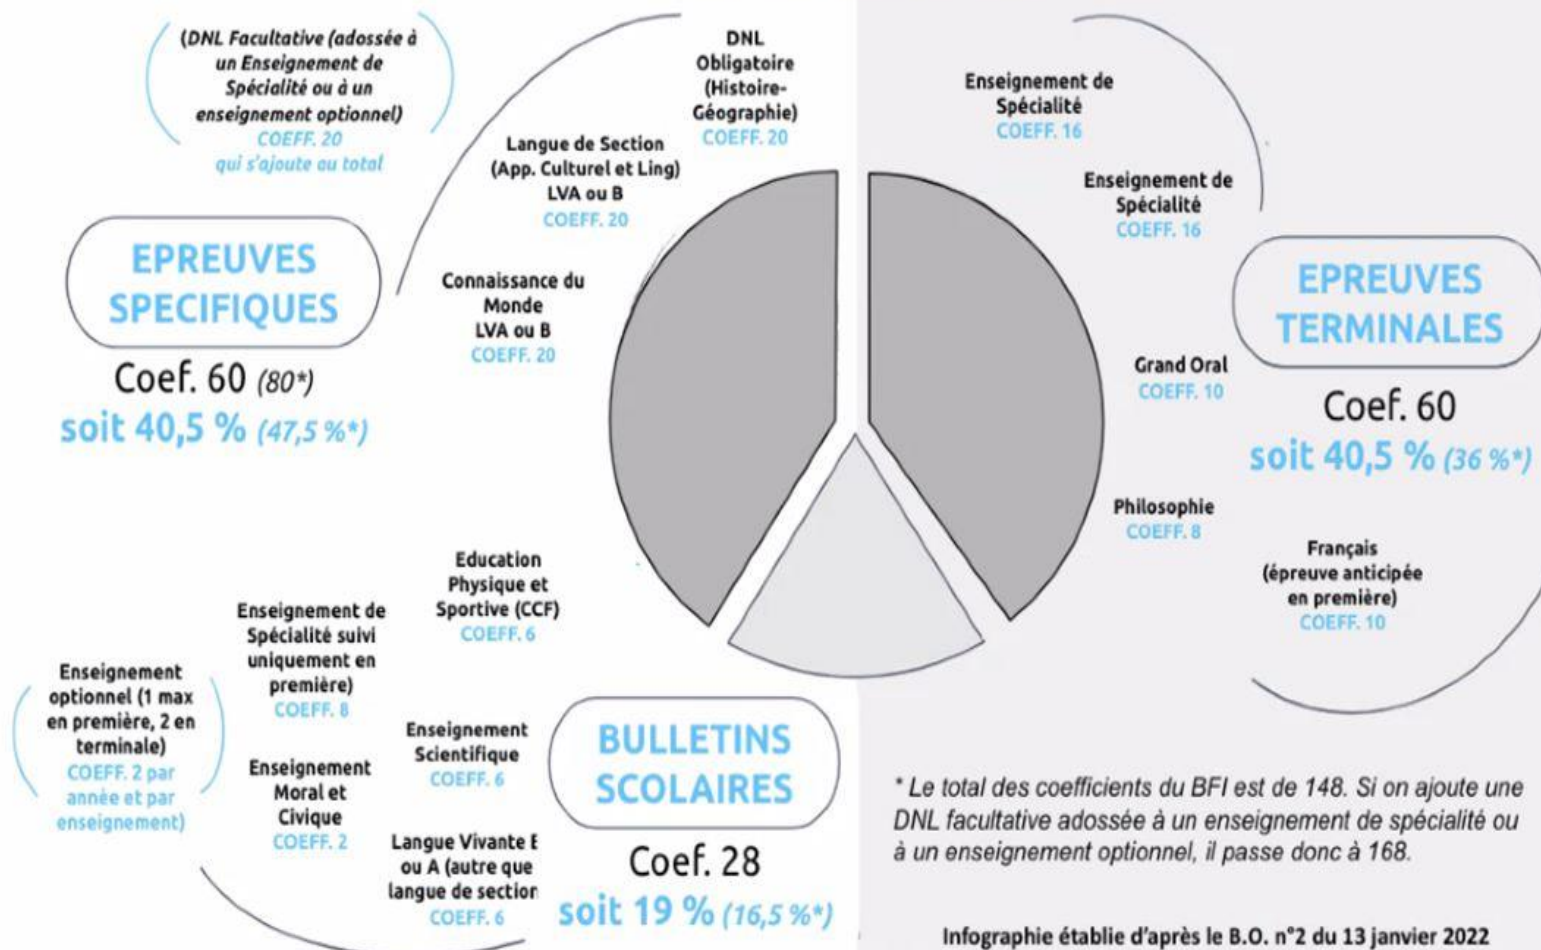 (DNL Facultative (adossée à
un Enseignement de
Spécialité ou à un
enseignement optionnel)
COEFF. 20
qui s'ajoute au total
DNL
Obligatoire
(Histoire-
Géographie)
COEFF. 20
Langue de Section
(App. Culturel et Ling)
LVA ou B
COEFF. 20
Connaissance du
Monde
LVA ou B
COEFF. 20
EPREUVES
SPECIFIQUES
Coef. 60 (80*)
soit 40,5 % (47,5 %*)
Enseignement de
Spécialité
COEFF. 16
Enseignement de
Spécialité
COEFF. 16
EPREUVES
TERMINALES
Coef. 60
soit 40,5 % (36 %*)
Grand Oral
COEFF. 10
Philosophie
COEFF. 8
Français
(épreuve anticipée
en première)
COEFF. 10
Education
Physique et
Sportive (CCF)
COEFF. 6
Enseignement de
Spécialité suivi
uniquement en
première)
COEFF. 8
Enseignement
optionnel (1 max
en première, 2 en
terminale)
COEFF. 2 par
année et par
enseignement)
Enseignement
Scientifique
COEFF. 6
Enseignement
Moral et
Civique
COEFF. 2
Langue Vivante
ou A (autre que
langue de section
COEFF. 6
BULLETINS
SCOLAIRES
Coef. 28
soit 19 % (16,5 %*)
* Le total des coefficients du BFI est de 148. Si on ajoute une
DNL facultative adossée à un enseignement de spécialité ou
à un enseignement optionnel, il passe donc à 168.
Infographie établie d'après le B.O. n°2 du 13 janvier 2022